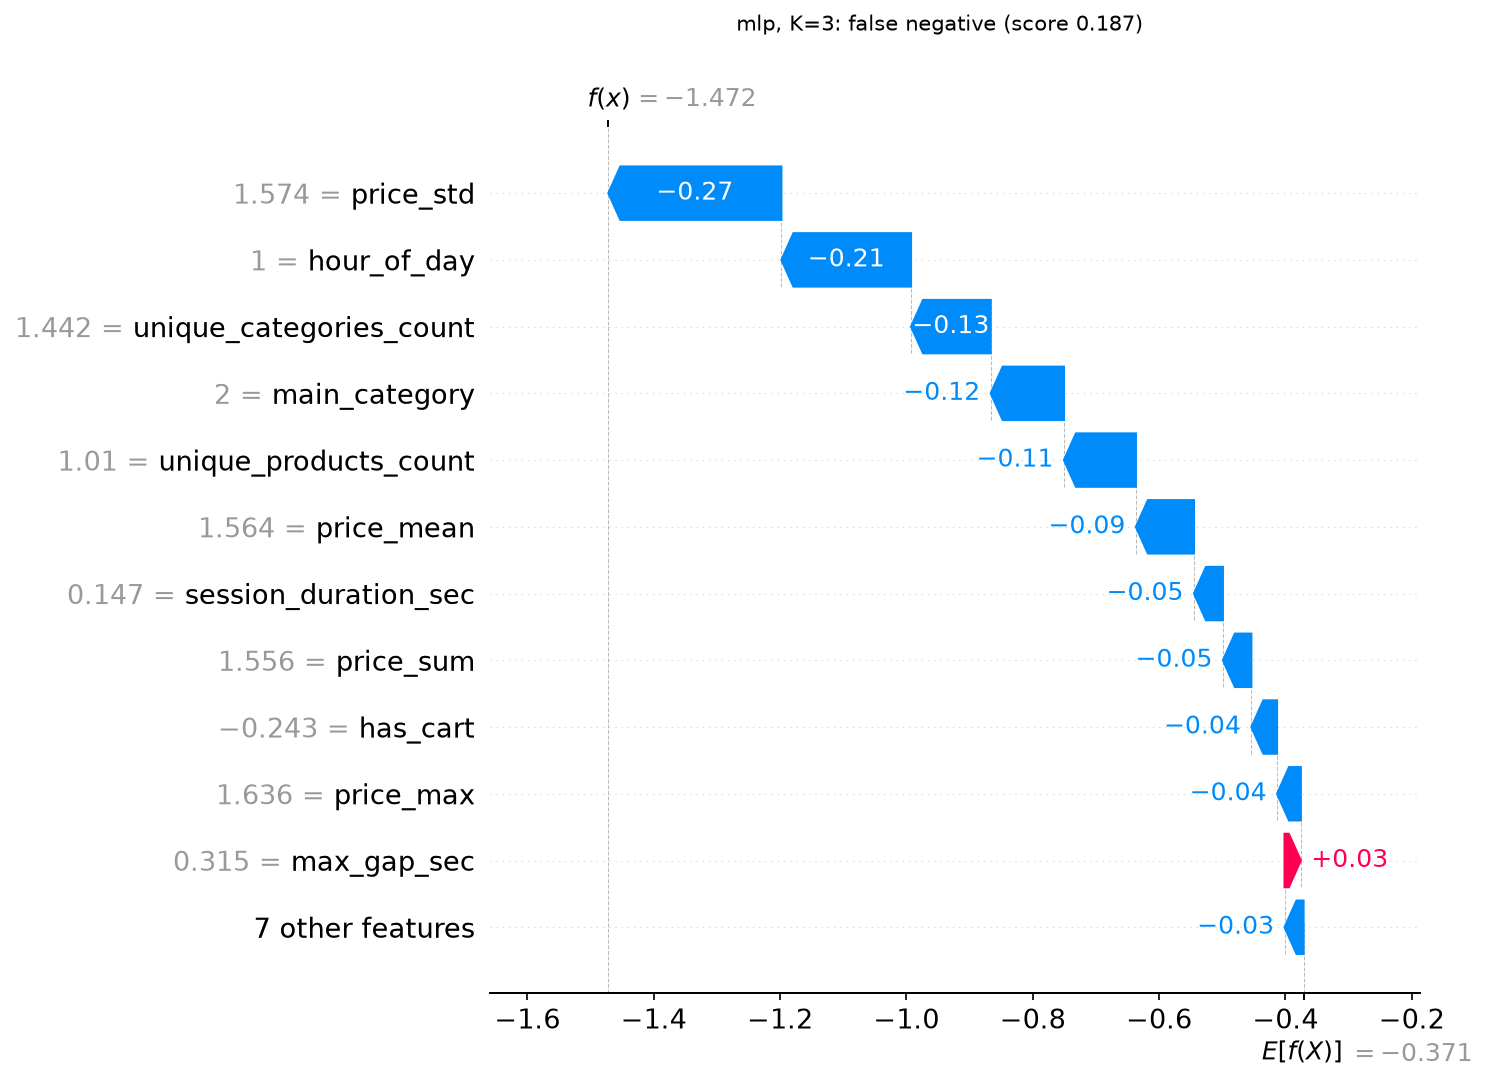 mlp, K=3: false negative (score 0.187)
f(x) = −1.472
1.574 = price_std −0.27
1 = hour_of_day −0.21
1.442 = unique_categories_count −0.13
2 = main_category −0.12
1.01 = unique_products_count −0.11
1.564 = price_mean −0.09
0.147 = session_duration_sec −0.05
1.556 = price_sum −0.05
−0.243 = has_cart −0.04
1.636 = price_max −0.04
0.315 = max_gap_sec +0.03
7 other features −0.03
−1.6 −1.4 −1.2 −1.0 −0.8 −0.6 −0.4 −0.2
E[f(X)] = −0.371